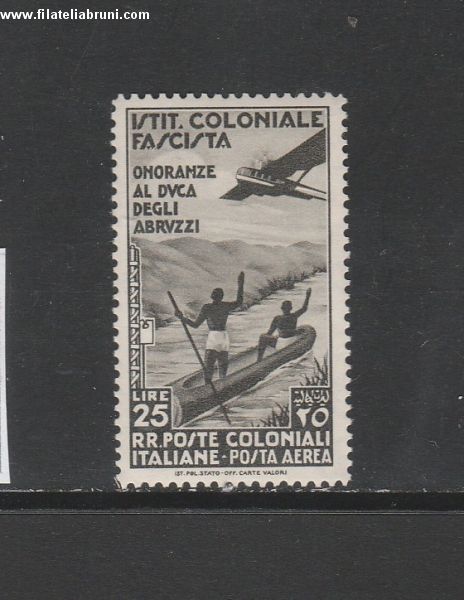 www.filateliabruni.com
ISTIT. COLONIALE
FASCISTA
ONORANZE
AL DVCA
DEGLI
ABRVZZI
LIRE
25
٢٥
RR. POSTE COLONIALI
ITALIANE - POSTA AEREA
IST. POL. STATO - OFF. CARTE VALORI